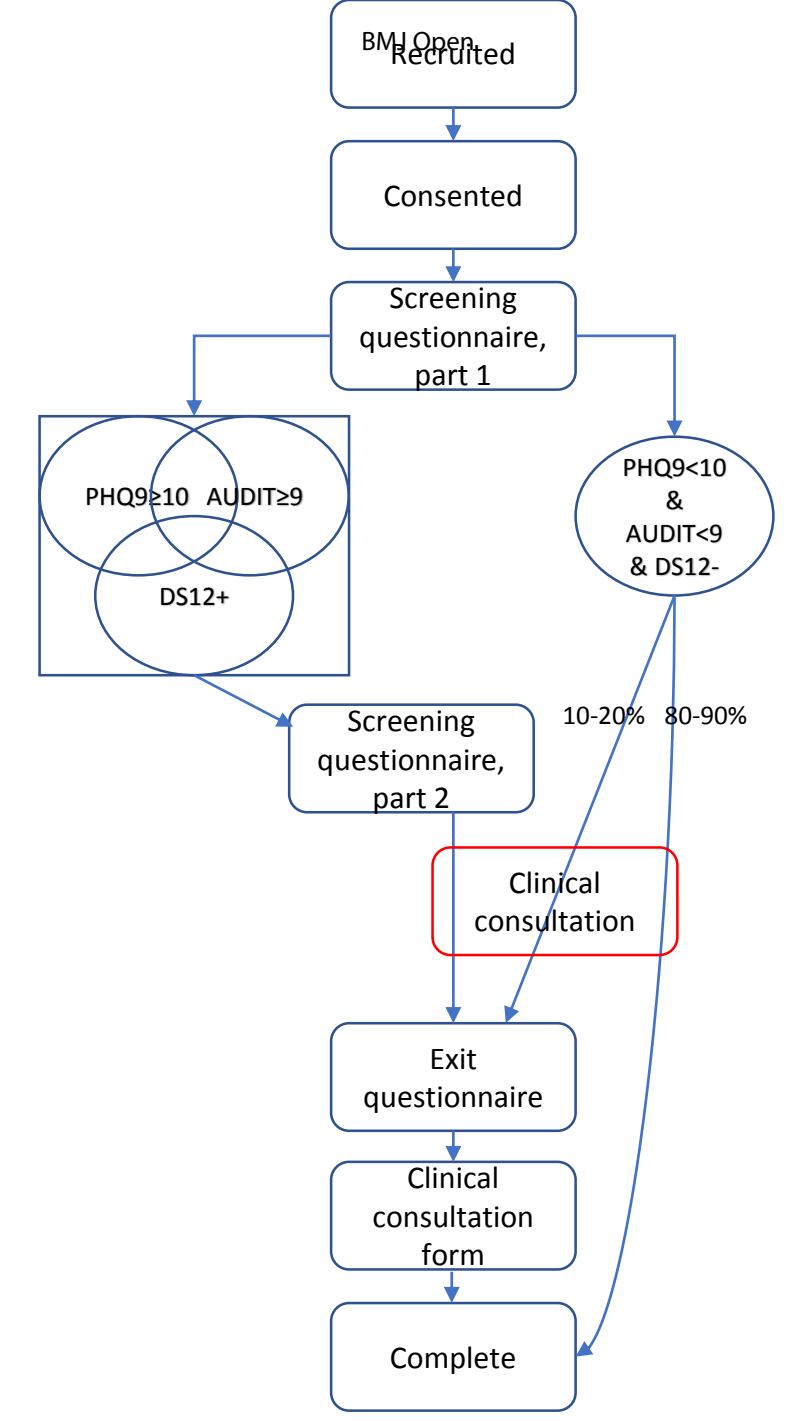 BMJ Open
Recruited
Consented
Screening
questionnaire,
part 1
PHQ9≥10 AUDIT≥9
DS12+
PHQ9<10
&
AUDIT<9
& DS12-
Screening
questionnaire,
part 2
10-20% 80-90%
Clinical
consultation
Exit
questionnaire
Clinical
consultation
form
Complete